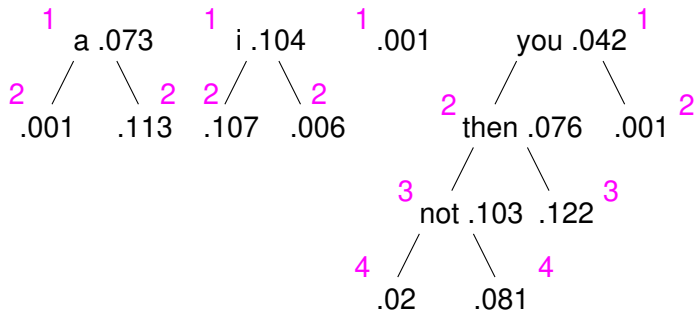 1 1 1 1
a .073 i .104 .001 you .042
2 2 2 2 2 2
.001 .113 .107 .006 then .076 .001
3 3
not .103 .122
4 4
.02 .081